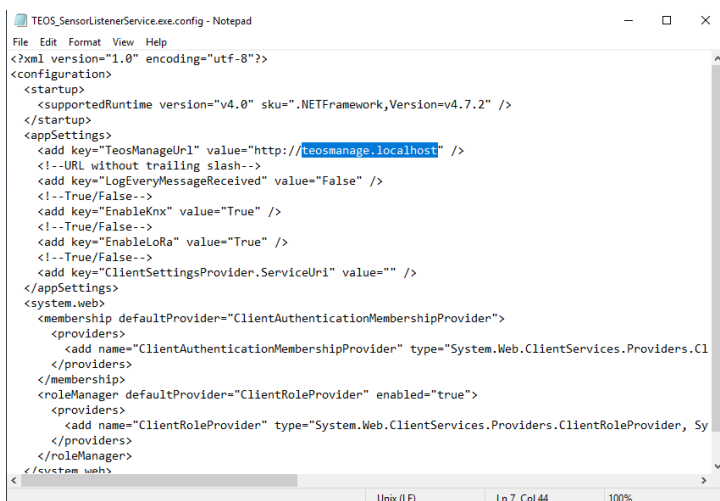 TEOS_SensorListenerService.exe.config - Notepad
File Edit Format View Help
<?xml version="1.0" encoding="utf-8"?>
<configuration>
  <startup>
    <supportedRuntime version="v4.0" sku=".NETFramework,Version=v4.7.2" />
  </startup>
  <appSettings>
    <add key="TeosManageUrl" value="http://teosmanage.localhost" />
    <!--URL without trailing slash-->
    <add key="LogEveryMessageReceived" value="False" />
    <!--True/False-->
    <add key="EnableKnx" value="True" />
    <!--True/False-->
    <add key="EnableLoRa" value="True" />
    <!--True/False-->
    <add key="ClientSettingsProvider.ServiceUri" value="" />
  </appSettings>
  <system.web>
    <membership defaultProvider="ClientAuthenticationMembershipProvider">
      <providers>
        <add name="ClientAuthenticationMembershipProvider" type="System.Web.ClientServices.Providers.Cl
      </providers>
    </membership>
    <roleManager defaultProvider="ClientRoleProvider" enabled="true">
      <providers>
        <add name="ClientRoleProvider" type="System.Web.ClientServices.Providers.ClientRoleProvider, Sy
      </providers>
    </roleManager>
  </system.web>
Unix (LF) Ln 7, Col 44 100%